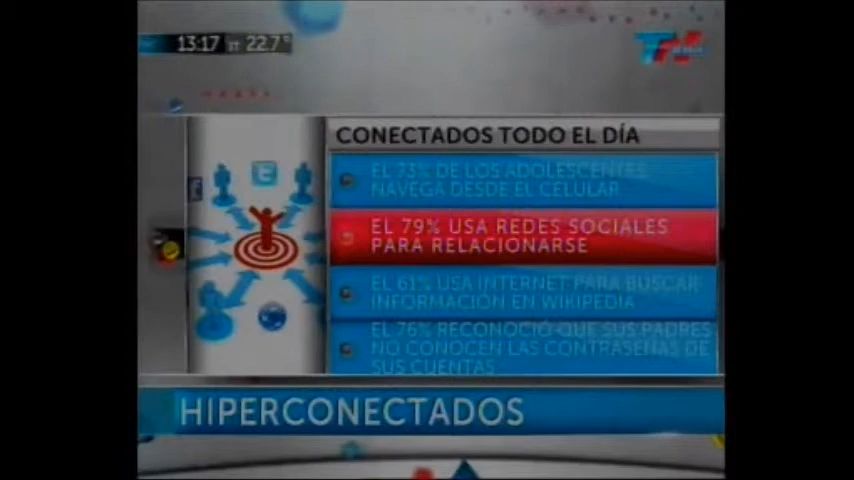 13:17 ST 22.7°
TN
CONECTADOS TODO EL DÍA
EL 73% DE LOS ADOLESCENTES
NAVEGA DESDE EL CELULAR
EL 79% USA REDES SOCIALES
PARA RELACIONARSE
EL 61% USA INTERNET PARA BUSCAR
INFORMACIÓN EN WIKIPEDIA
EL 76% RECONOCIÓ QUE SUS PADRES
NO CONOCEN LAS CONTRASEÑAS DE
SUS CUENTAS
HIPERCONECTADOS